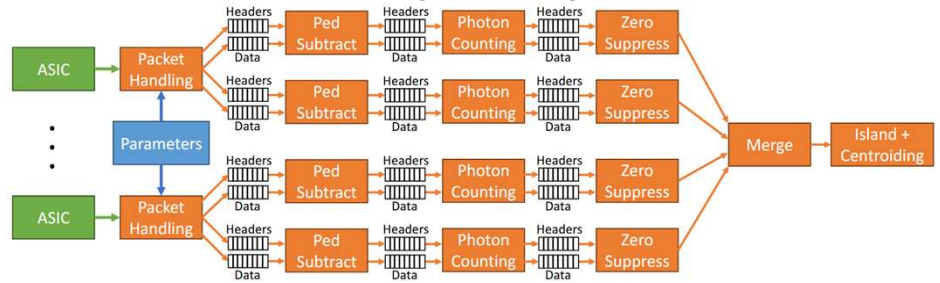 Headers
Headers
Headers
Ped
Subtract
Photon
Counting
Zero
Suppress
Data
Data
Data
ASIC
Packet
Handling
Headers
Headers
Headers
Ped
Subtract
Photon
Counting
Zero
Suppress
Data
Data
Data
Parameters
Merge
Island +
Centroiding
Headers
Headers
Headers
Ped
Subtract
Photon
Counting
Zero
Suppress
Data
Data
Data
ASIC
Packet
Handling
Headers
Headers
Headers
Ped
Subtract
Photon
Counting
Zero
Suppress
Data
Data
Data